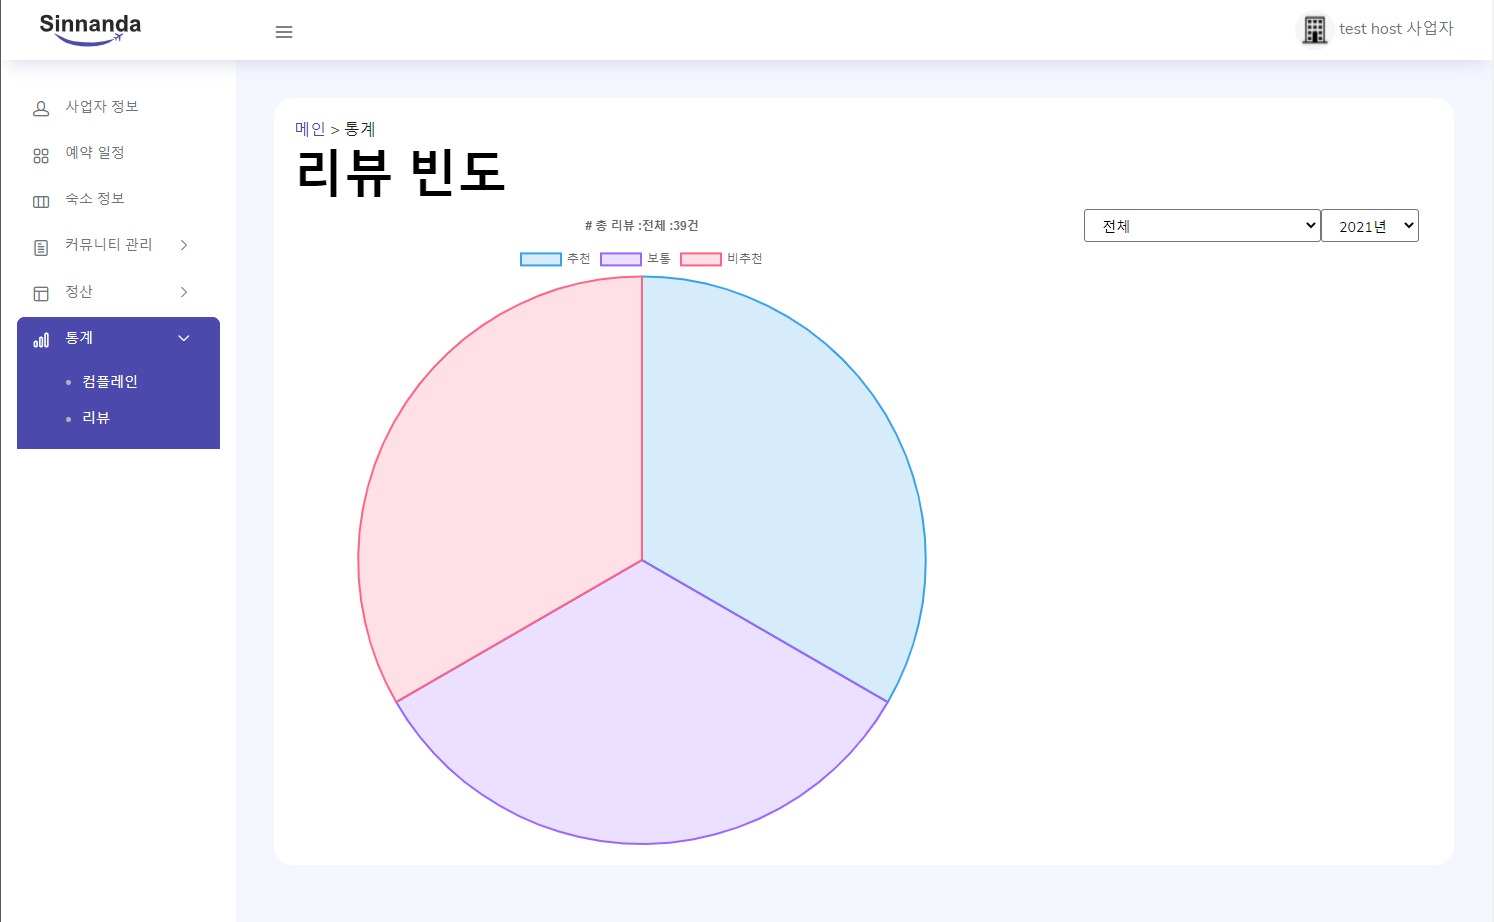 Sinnanda
test host 사업자
사업자 정보
예약 일정
숙소 정보
커뮤니티 관리
정산
통계
컴플레인
리뷰
메인 > 통계
리뷰 빈도
# 총 리뷰 :전체 :39건
전체
2021년
추천 보통 비추천